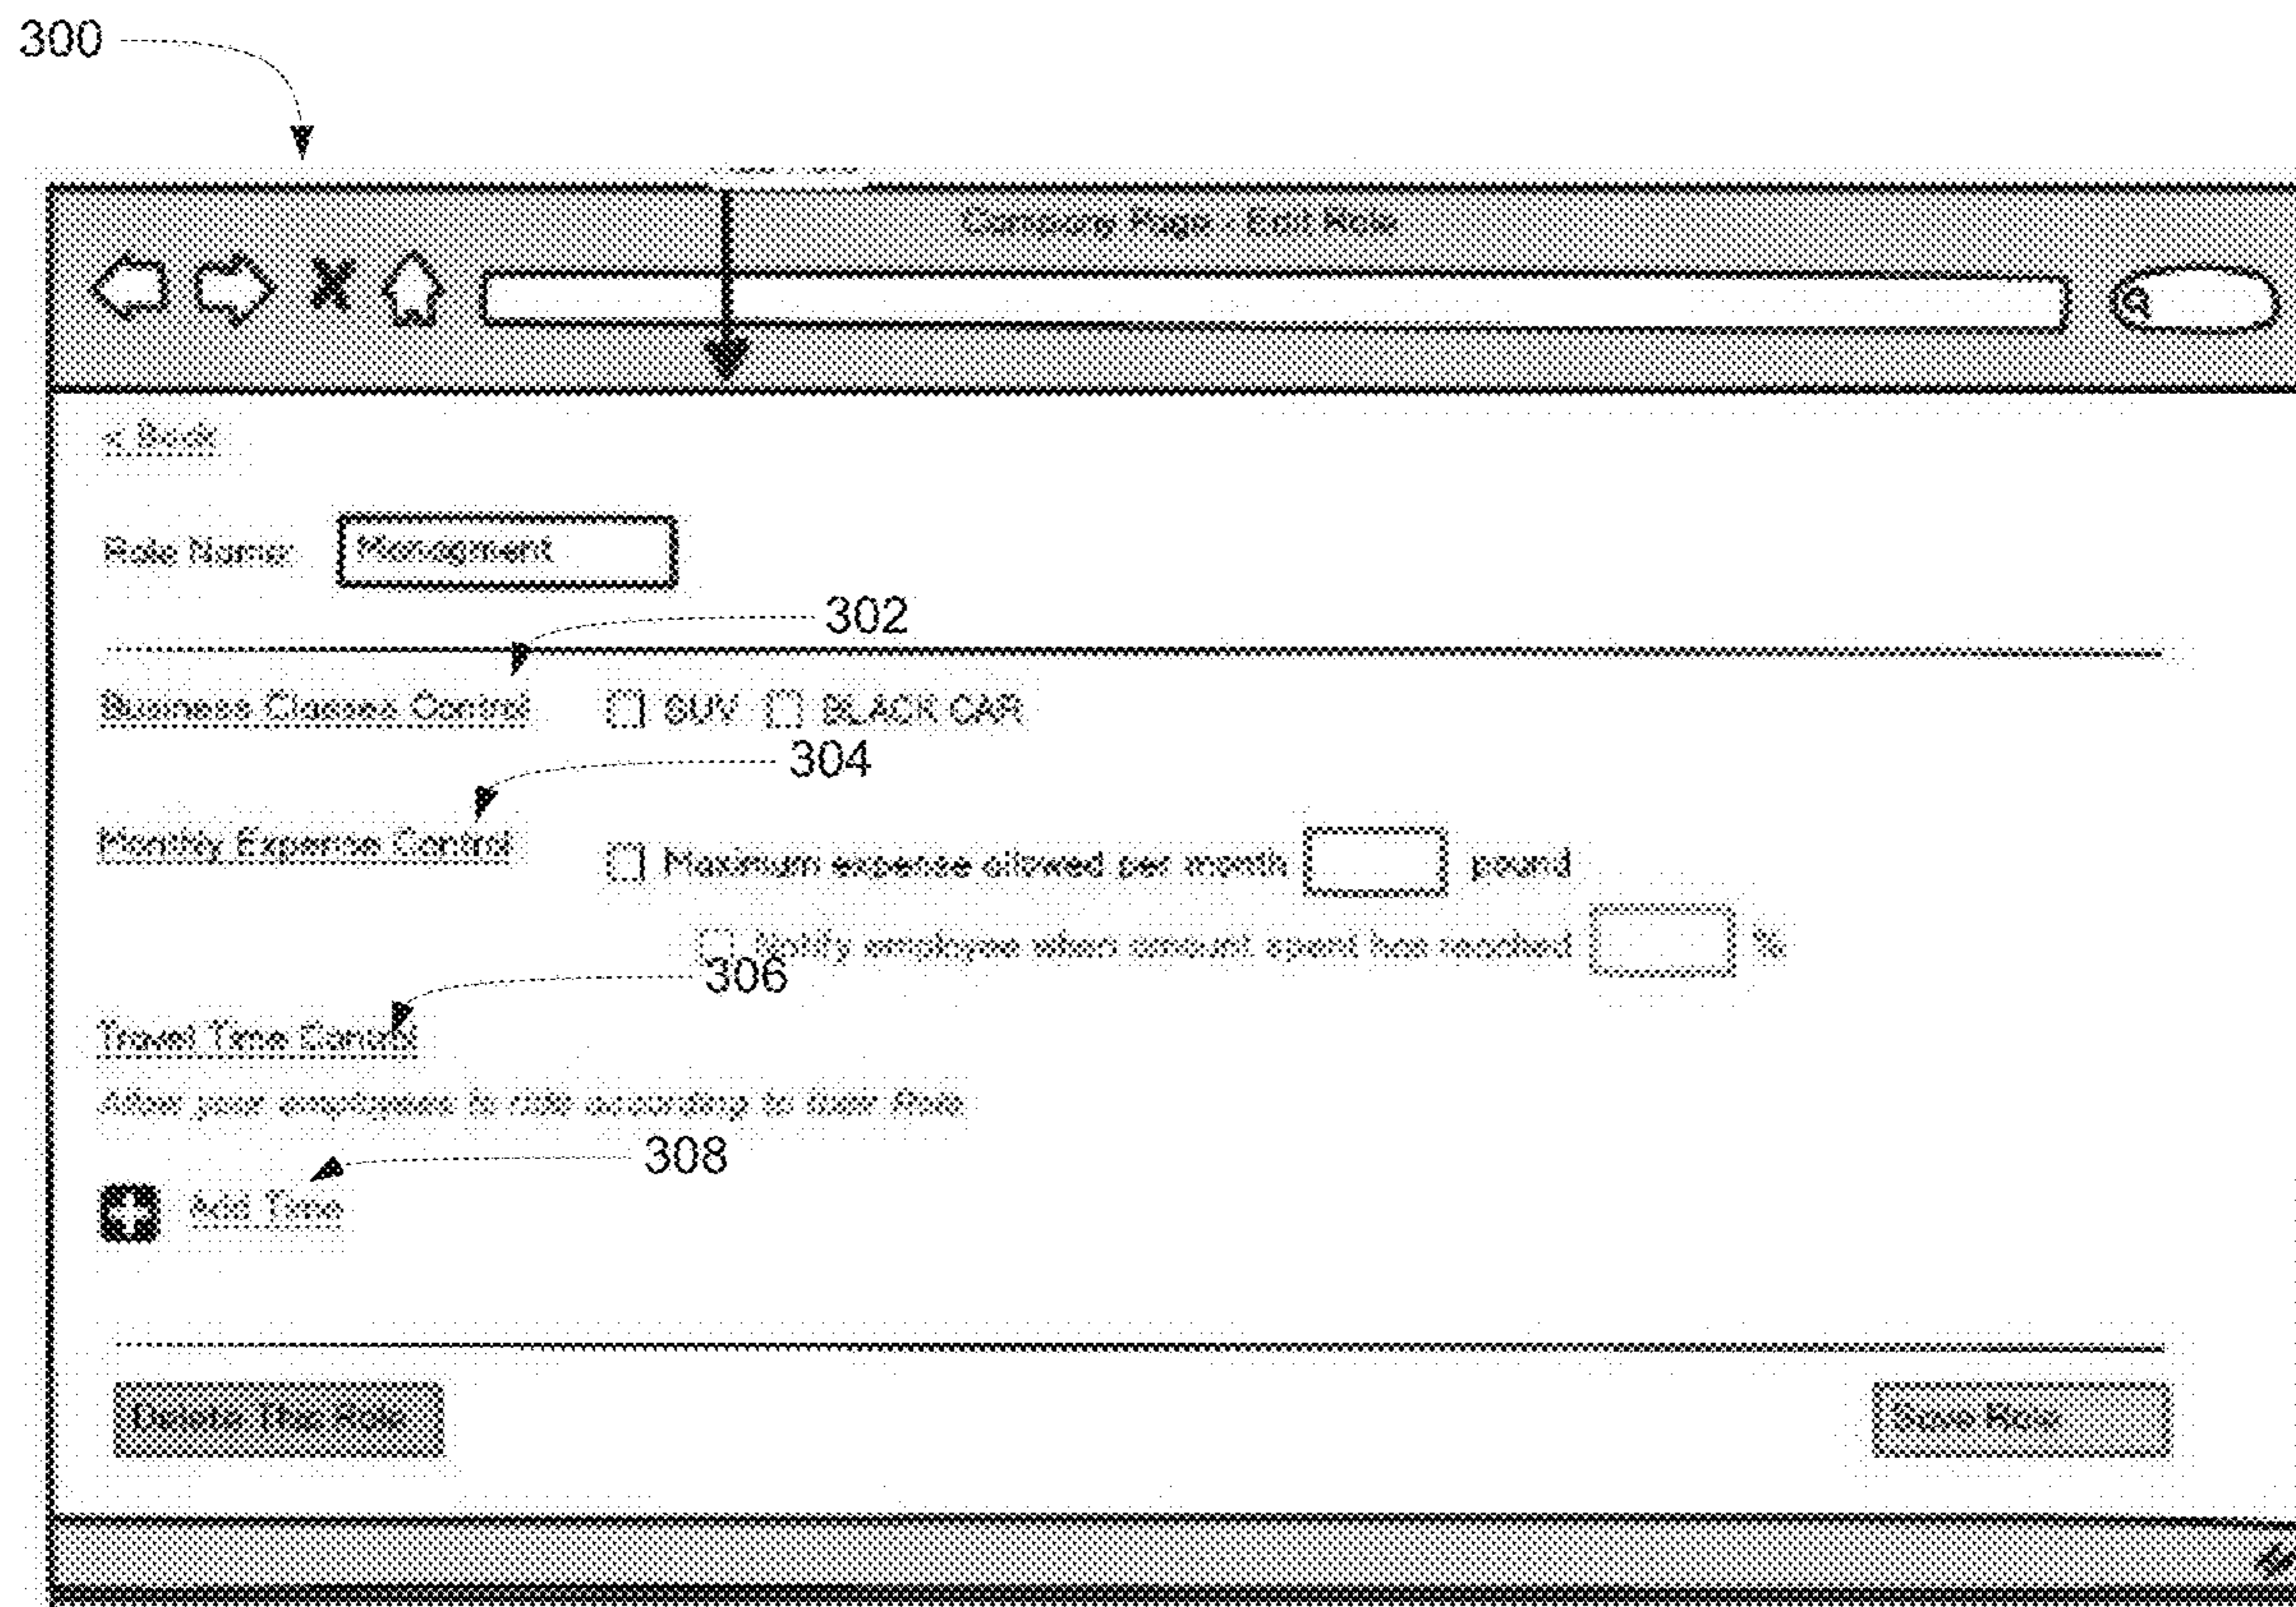 300
Company Page - Edit Role
< Back
Role Name: Managment
302
Business Classes Control SUV BLACK CAR
304
Monthly Expense Control
Maximum expense allowed per month pound
Notify employee when amount spent has reached %
306
Travel Time Control
Allow your employees to ride according to their Role
308
Add Time
Delete This Role Save Now